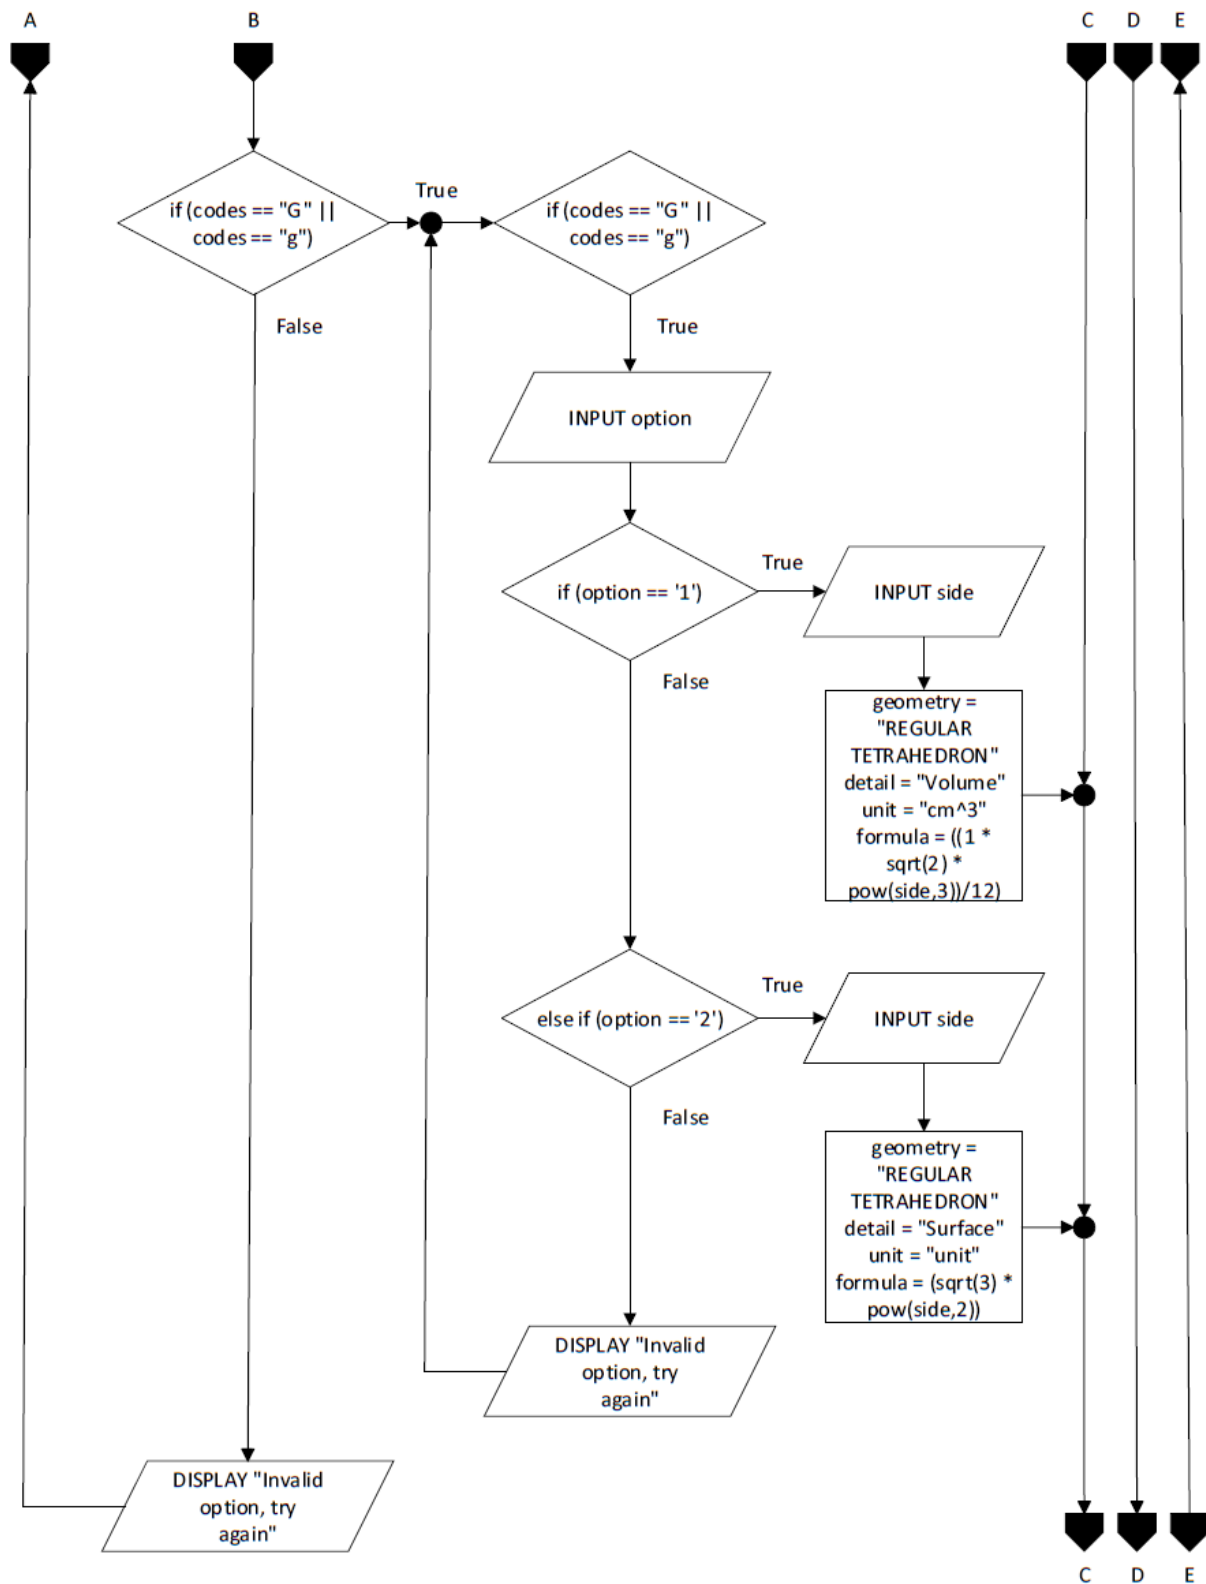 A
B
C
D
E
if (codes == "G" ||
codes == "g")
True
if (codes == "G" ||
codes == "g")
False
True
INPUT option
if (option == '1')
True
INPUT side
False
geometry =
"REGULAR
TETRAHEDRON"
detail = "Volume"
unit = "cm^3"
formula = ((1 *
sqrt(2) *
pow(side,3))/12)
else if (option == '2')
True
INPUT side
False
geometry =
"REGULAR
TETRAHEDRON"
detail = "Surface"
unit = "unit"
formula = (sqrt(3) *
pow(side,2))
DISPLAY "Invalid
option, try
again"
DISPLAY "Invalid
option, try
again"
C
D
E